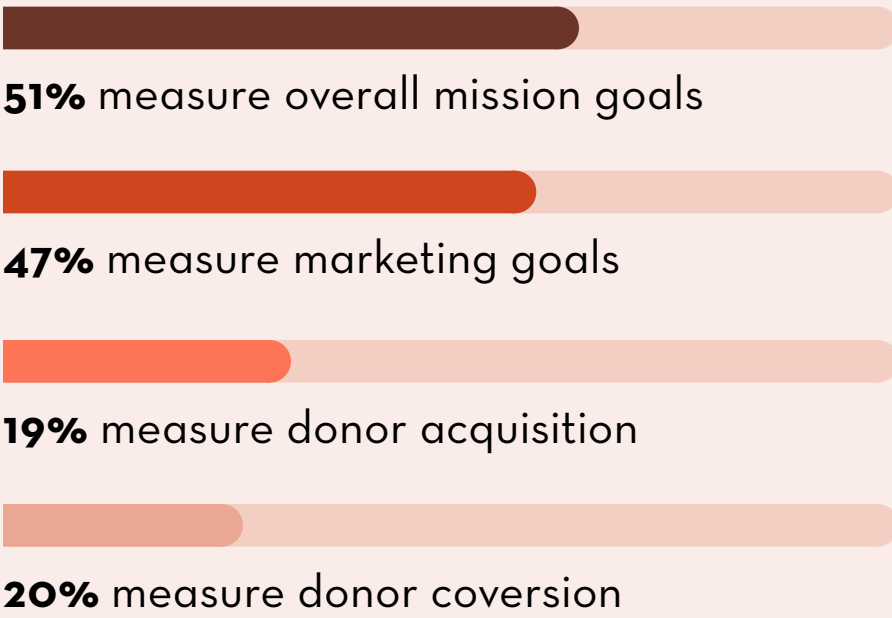 51% measure overall mission goals
47% measure marketing goals
19% measure donor acquisition
20% measure donor coversion